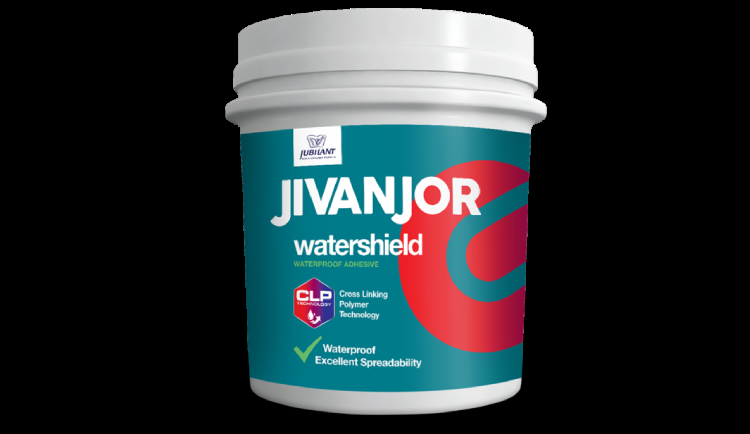 JUBILANT
JIVANJOR
watershield
WATERPROOF ADHESIVE
CLP
TECHNOLOGY
Cross Linking
Polymer
Technology
Waterproof
Excellent Spreadability